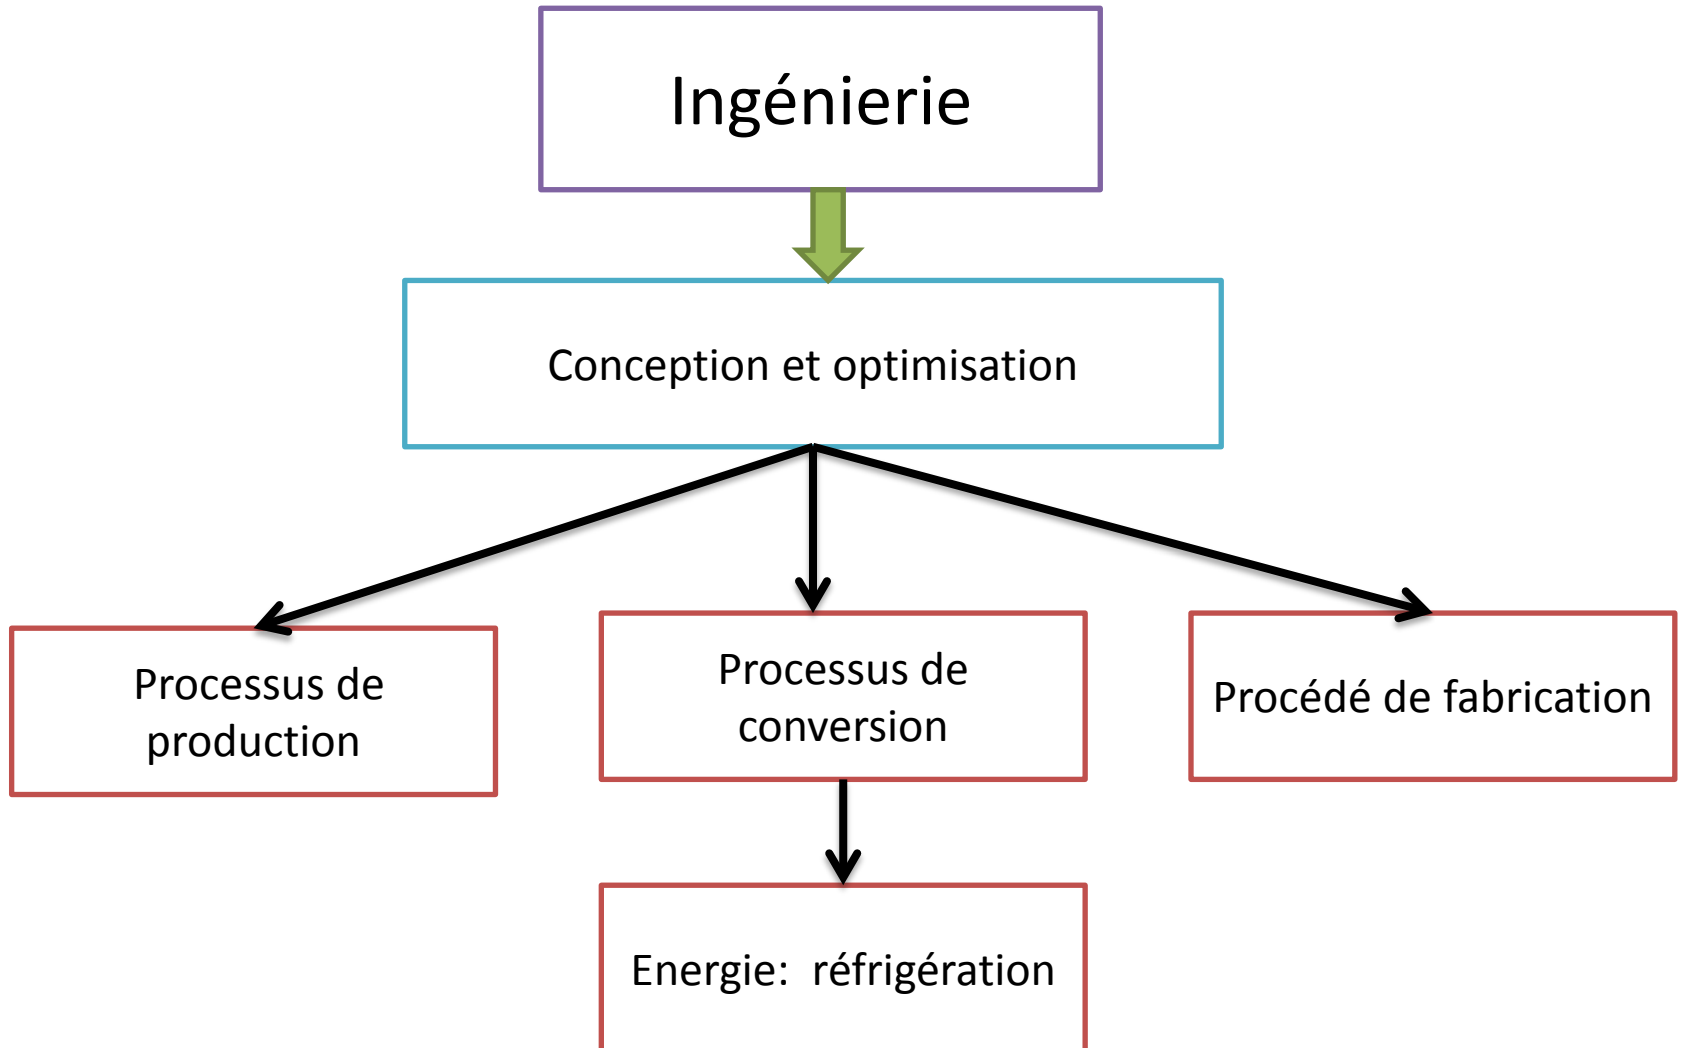 Ingénierie
Conception et optimisation
Processus de
production
Processus de
conversion
Procédé de fabrication
Energie:  réfrigération